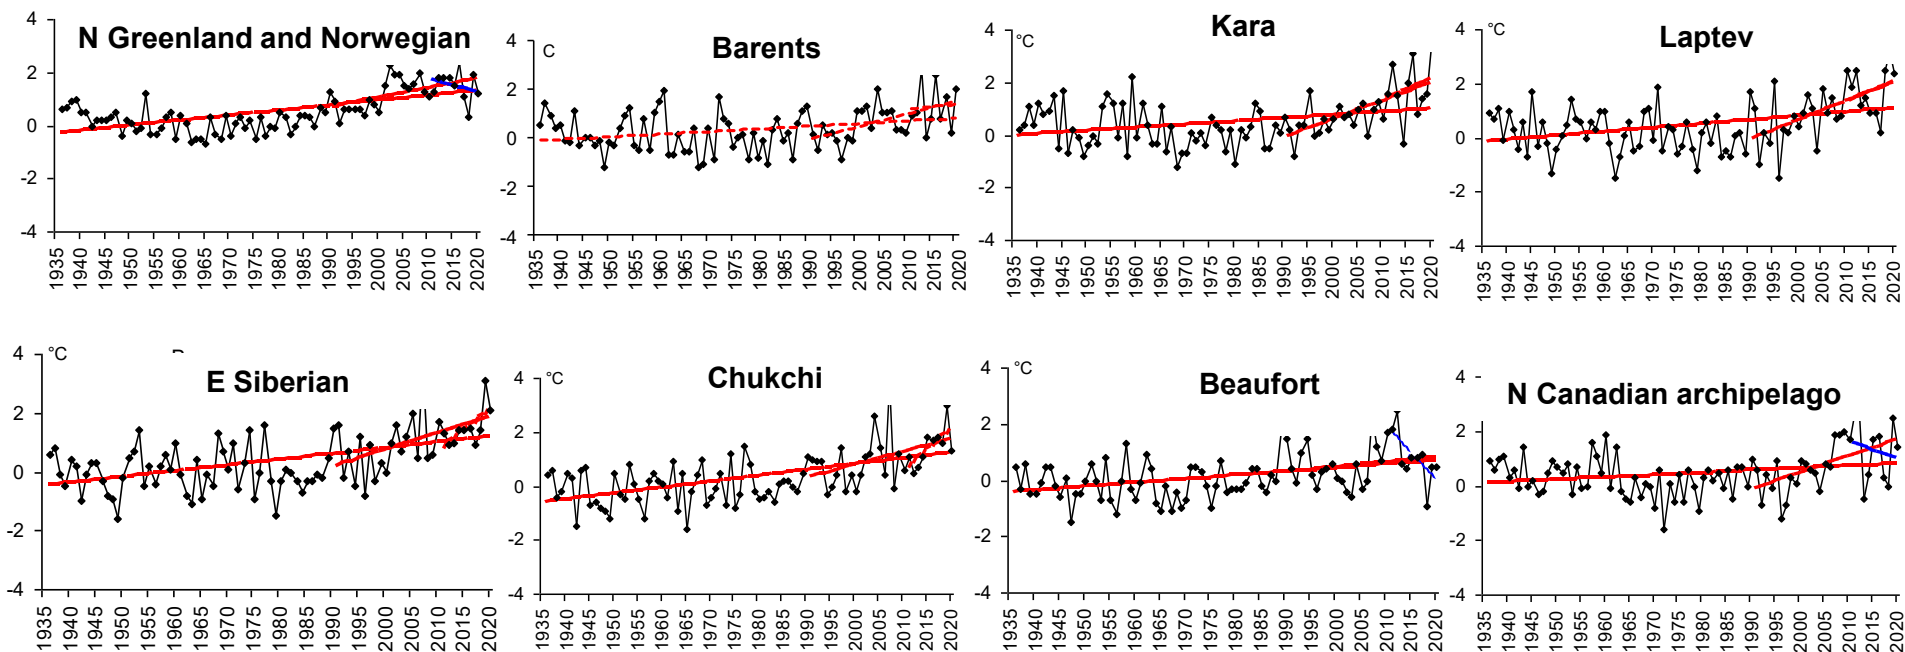 N Greenland and Norwegian
4
2
0
-2
-4
1935 1940 1945 1950 1955 1960 1965 1970 1975 1980 1985 1990 1995 2000 2005 2010 2015 2020
Barents
C
4
2
0
-2
-4
1935 1940 1945 1950 1955 1960 1965 1970 1975 1980 1985 1990 1995 2000 2005 2010 2015 2020
Kara
°C
4
2
0
-2
-4
1935 1940 1945 1950 1955 1960 1965 1970 1975 1980 1985 1990 1995 2000 2005 2010 2015 2020
Laptev
°C
4
2
0
-2
-4
1935 1940 1945 1950 1955 1960 1965 1970 1975 1980 1985 1990 1995 2000 2005 2010 2015 2020
E Siberian
°C
4
2
0
-2
-4
1935 1940 1945 1950 1955 1960 1965 1970 1975 1980 1985 1990 1995 2000 2005 2010 2015 2020
Chukchi
°C
4
2
0
-2
-4
1935 1940 1945 1950 1955 1960 1965 1970 1975 1980 1985 1990 1995 2000 2005 2010 2015 2020
Beaufort
°C
4
2
0
-2
-4
1935 1940 1945 1950 1955 1960 1965 1970 1975 1980 1985 1990 1995 2000 2005 2010 2015 2020
N Canadian archipelago
4
2
0
-2
-4
1935 1940 1945 1950 1955 1960 1965 1970 1975 1980 1985 1990 1995 2000 2005 2010 2015 2020